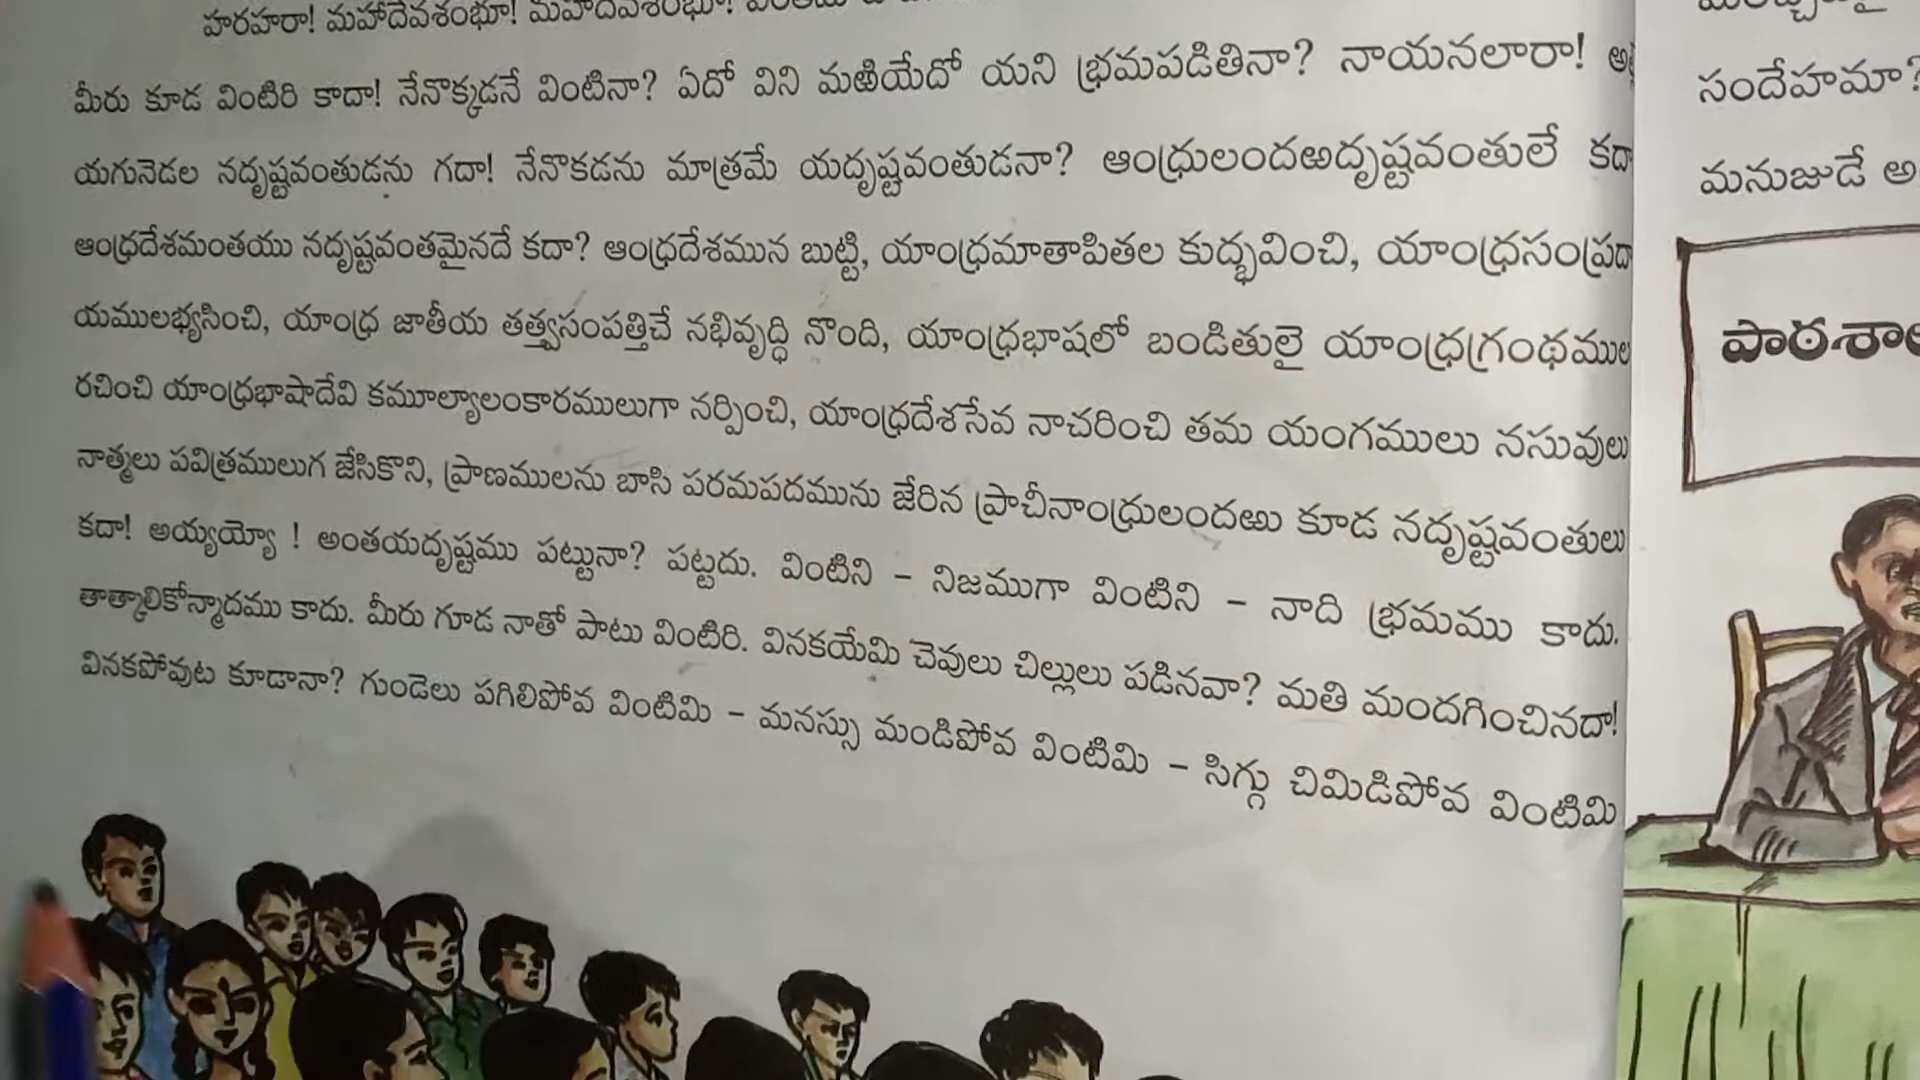 హరహరా! మహాదేవశంభూ! మహాదేవశంభూ!
మీరు కూడ వింటిరి కాదా! నేనొక్కడనే వింటినా? ఏదో విని మఱియేదో యని భ్రమపడితినా? నాయనలారా!
యగునెడల నదృష్టవంతుడను గదా! నేనొకడను మాత్రమే యదృష్టవంతుడనా? ఆంధ్రులందఱదృష్టవంతులే కదా
ఆంధ్రదేశమంతయు నదృష్టవంతమైనదే కదా? ఆంధ్రదేశమున బుట్టి, యాంధ్రమాతాపితల కుద్భవించి, యాంధ్రసంప్రదా
యములభ్యసించి, యాంధ్ర జాతీయ తత్త్వసంపత్తిచే నభివృద్ధి నొంది, యాంధ్రభాషలో బండితులై యాంధ్రగ్రంథముల
రచించి యాంధ్రభాషాదేవి కమూల్యాలంకారములుగా నర్పించి, యాంధ్రదేశసేవ నాచరించి తమ యంగములు నసువులు
నాత్మలు పవిత్రములుగ జేసికొని, ప్రాణములను బాసి పరమపదమును జేరిన ప్రాచీనాంధ్రులందఱు కూడ నదృష్టవంతులు
కదా! అయ్యయ్యో ! అంతయదృష్టము పట్టునా? పట్టదు. వింటిని – నిజముగా వింటిని – నాది భ్రమము కాదు.
తాత్కాలికోన్మాదము కాదు. మీరు గూడ నాతో పాటు వింటిరి. వినకయేమి చెవులు చిల్లులు పడినవా? మతి మందగించినదా!
వినకపోవుట కూడానా? గుండెలు పగిలిపోవ వింటిమి – మనస్సు మండిపోవ వింటిమి – సిగ్గు చిమిడిపోవ వింటిమి
సందేహమా?
మనుజుడే